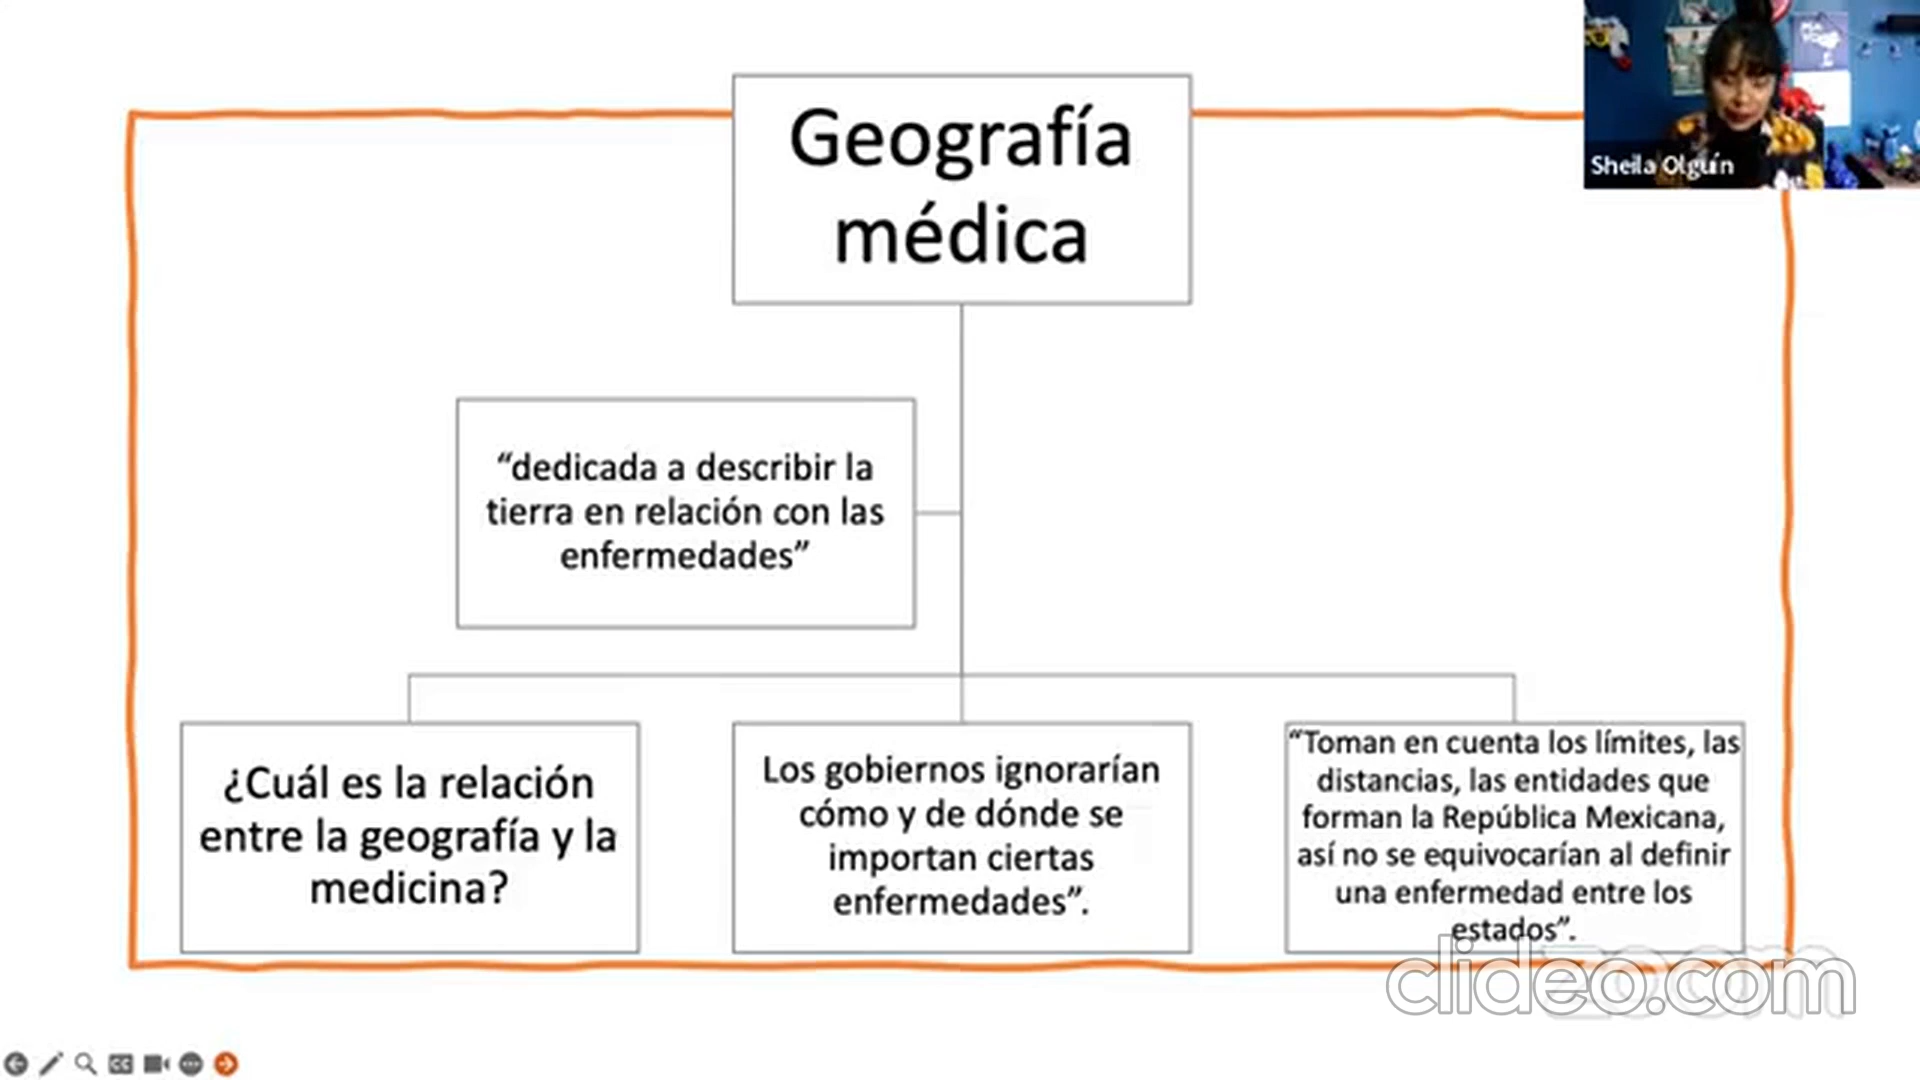 Geografía
médica
Sheila Olguín
“dedicada a describir la
tierra en relación con las
enfermedades”
¿Cuál es la relación
entre la geografía y la
medicina?
Los gobiernos ignorarían
cómo y de dónde se
importan ciertas
enfermedades”.
“Toman en cuenta los límites, las
distancias, las entidades que
forman la República Mexicana,
así no se equivocarían al definir
una enfermedad entre los
estados”.
zoom
clideo.com
CC